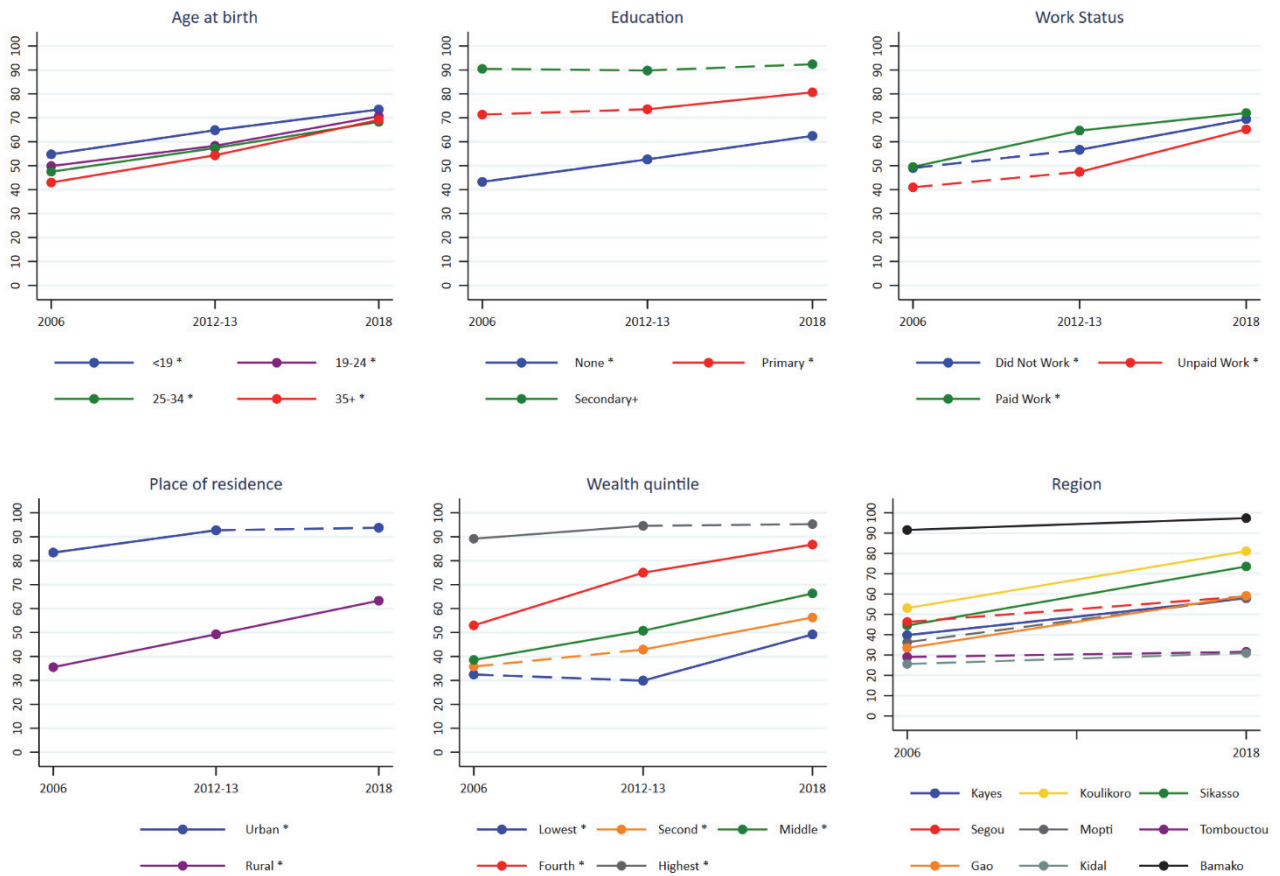 Age at birth
100
90
80
70
60
50
40
30
20
10
0
2006 2012-13 2018
<19 * 19-24 *
25-34 * 35+ *
Education
100
90
80
70
60
50
40
30
20
10
0
2006 2012-13 2018
None * Primary *
Secondary+
Work Status
100
90
80
70
60
50
40
30
20
10
0
2006 2012-13 2018
Did Not Work * Unpaid Work *
Paid Work *
Place of residence
100
90
80
70
60
50
40
30
20
10
0
2006 2012-13 2018
Urban *
Rural *
Wealth quintile
100
90
80
70
60
50
40
30
20
10
0
2006 2012-13 2018
Lowest * Second * Middle *
Fourth * Highest *
Region
100
90
80
70
60
50
40
30
20
10
0
2006 2018
Kayes Koulikoro Sikasso
Segou Mopti Tombouctou
Gao Kidal Bamako